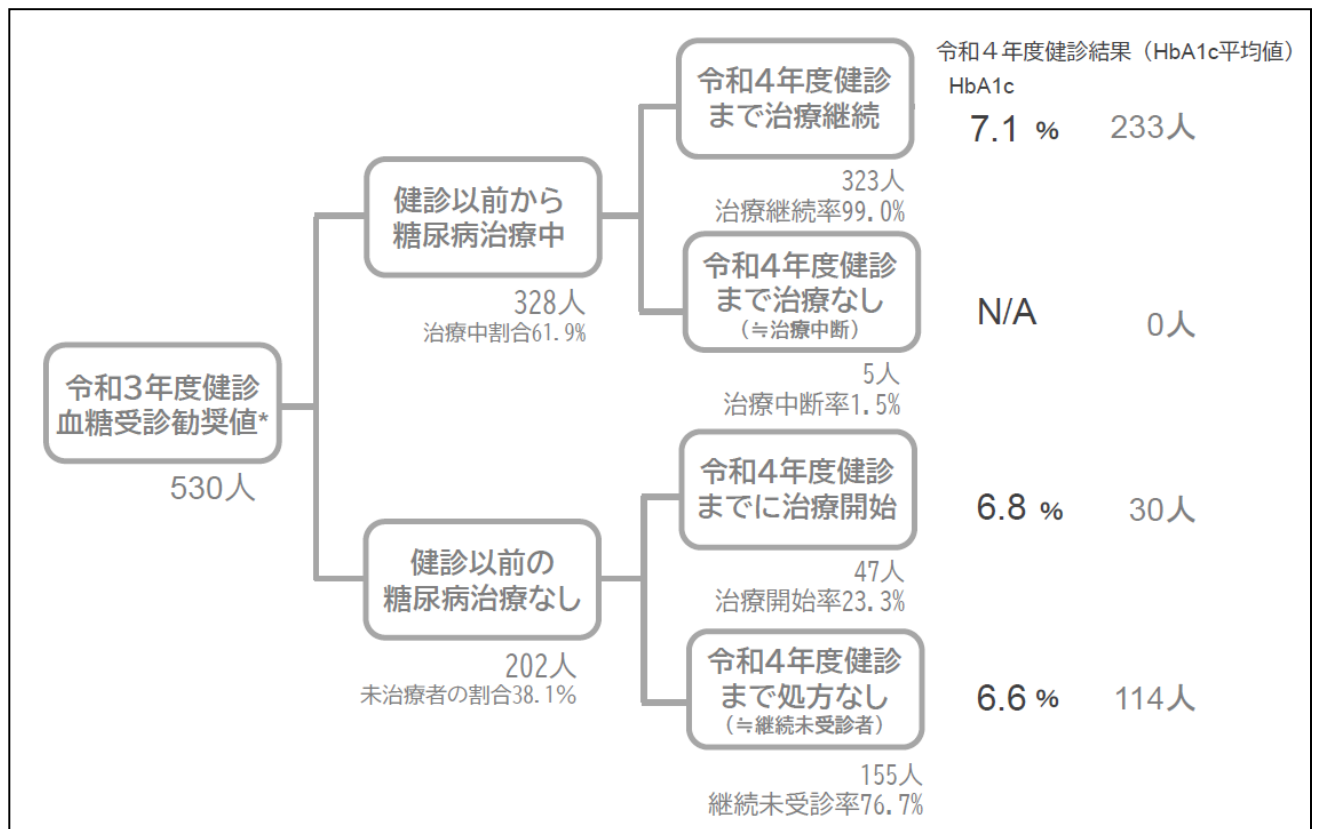 令和3年度健診
血糖受診勧奨値*
530人
健診以前から
糖尿病治療中
328人
治療中割合61.9%
健診以前の
糖尿病治療なし
202人
未治療者の割合38.1%
令和4年度健診
まで治療継続
323人
治療継続率99.0%
令和4年度健診
まで治療なし
(≒治療中断)
5人
治療中断率1.5%
令和4年度健診
までに治療開始
47人
治療開始率23.3%
令和4年度健診
まで処方なし
(≒継続未受診者)
155人
継続未受診率76.7%
令和4年度健診結果(HbA1c平均値)
HbA1c
7.1 % 233人
N/A 0人
6.8 % 30人
6.6 % 114人